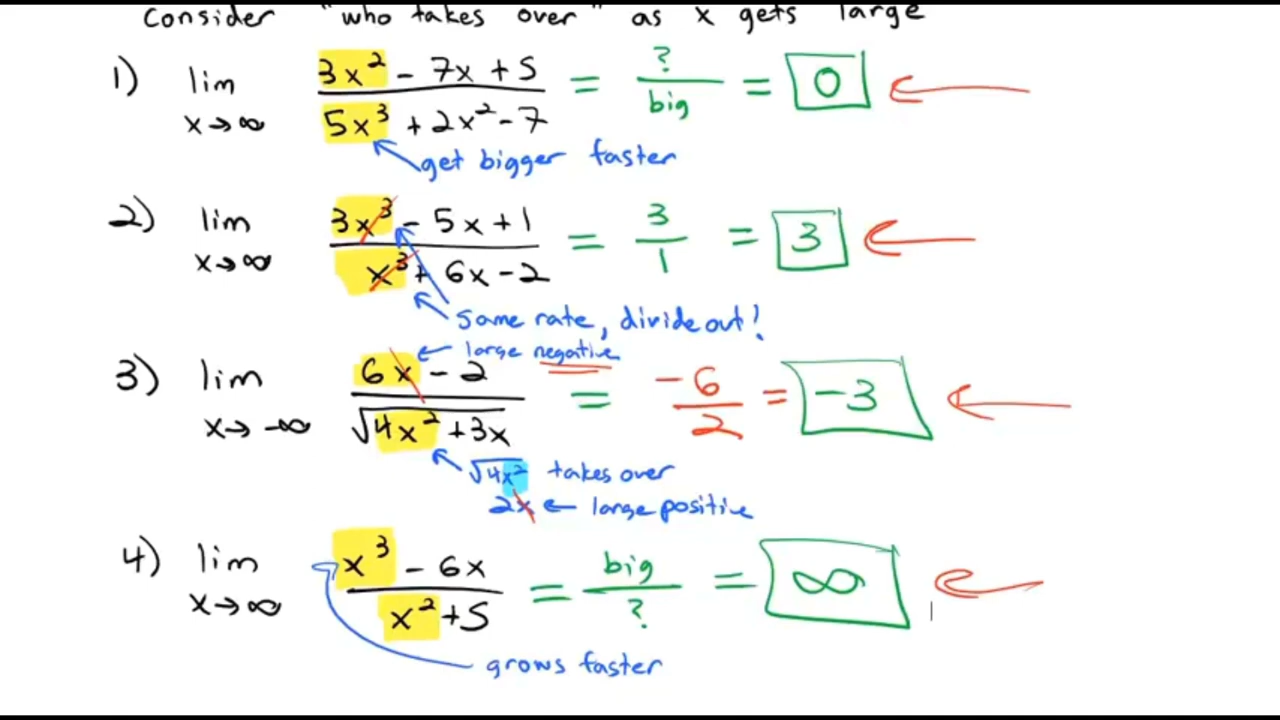 Consider "who takes over" as x gets large
1) lim x→∞ (3x² - 7x + 5)/(5x³ + 2x² - 7) = ?/big = 0
get bigger faster
2) lim x→∞ (3x³ - 5x + 1)/(x³ + 6x - 2) = 3/1 = 3
same rate, divide out!
← large negative
3) lim x→-∞ (6x - 2)/√(4x² + 3x) = -6/2 = -3
√4x² takes over
2x ← large positive
4) lim x→∞ (x³ - 6x)/(x² + 5) = big/? = ∞
grows faster